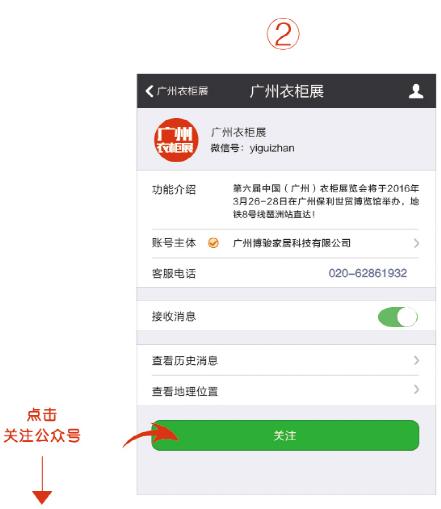 ②
广州衣柜展
广州衣柜展
广州
衣柜展
广州衣柜展
微信号：yiguizhan
功能介绍
第六届中国（广州）衣柜展览会将于2016年
3月26-28日在广州保利世贸博览馆举办，地
铁8号线琶洲站直达！
账号主体
广州博骏家居科技有限公司
客服电话
020-62861932
接收消息
查看历史消息
查看地理位置
点击
关注公众号
关注